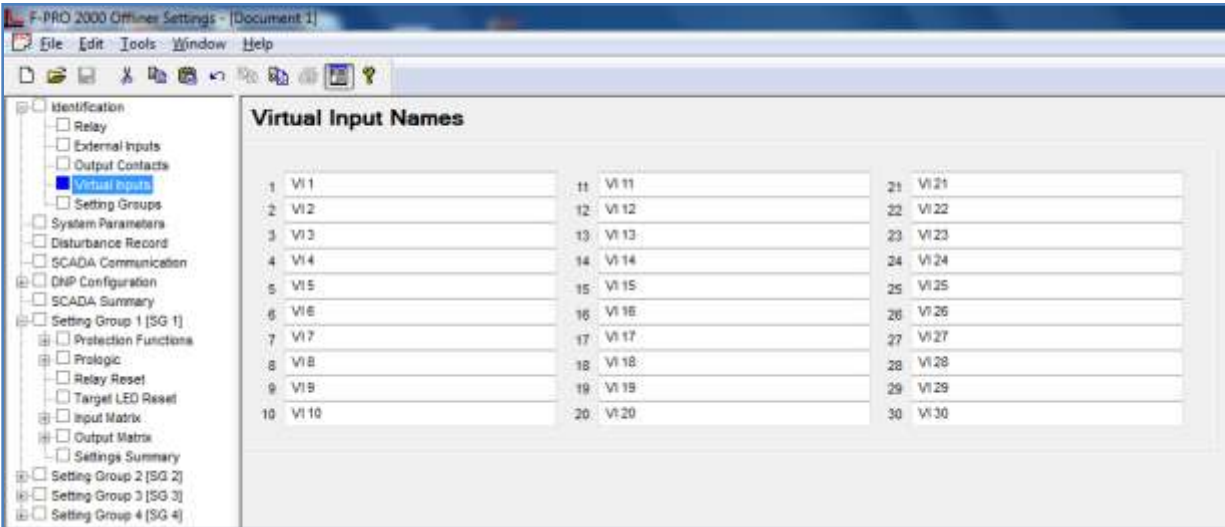 F-PRO 2000 Offliner Settings - [Document 1]
File Edit Tools Window Help
Identification
Relay
External Inputs
Output Contacts
Virtual Inputs
Setting Groups
System Parameters
Disturbance Record
SCADA Communication
DNP Configuration
SCADA Summary
Setting Group 1 [SG 1]
Protection Functions
Prologic
Relay Reset
Target LED Reset
Input Matrix
Output Matrix
Settings Summary
Setting Group 2 [SG 2]
Setting Group 3 [SG 3]
Setting Group 4 [SG 4]
Virtual Input Names
1 VI 1 11 VI 11 21 VI 21
2 VI 2 12 VI 12 22 VI 22
3 VI 3 13 VI 13 23 VI 23
4 VI 4 14 VI 14 24 VI 24
5 VI 5 15 VI 15 25 VI 25
6 VI 6 16 VI 16 26 VI 26
7 VI 7 17 VI 17 27 VI 27
8 VI 8 18 VI 18 28 VI 28
9 VI 9 19 VI 19 29 VI 29
10 VI 10 20 VI 20 30 VI 30